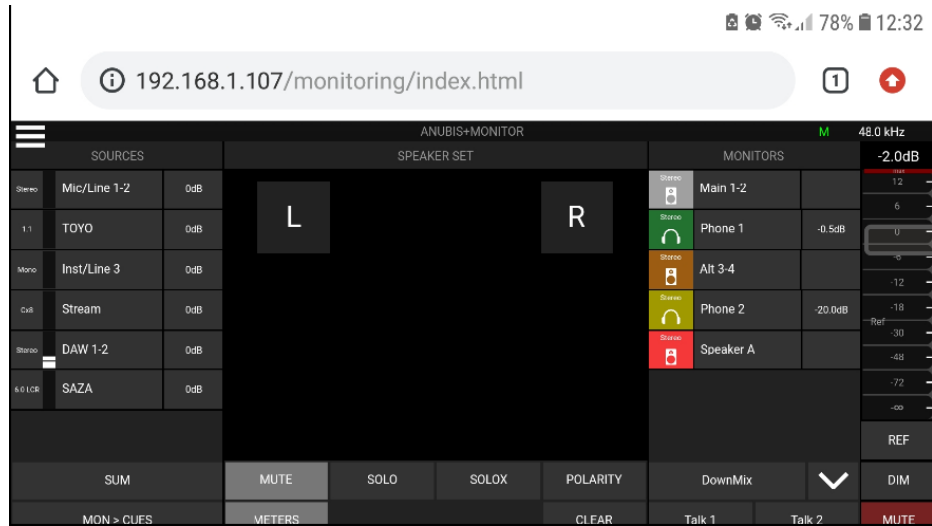 78% 12:32
192.168.1.107/monitoring/index.html 1
ANUBIS+MONITOR M 48.0 kHz
SOURCES SPEAKER SET MONITORS -2.0dB
Stereo Mic/Line 1-2 0dB
1.1 TOYO 0dB
Mono Inst/Line 3 0dB
Cx8 Stream 0dB
Stereo DAW 1-2 0dB
6.0 LCR SAZA 0dB
L R
Stereo Main 1-2
Stereo Phone 1 -0.5dB
Stereo Alt 3-4
Stereo Phone 2 -20.0dB
Stereo Speaker A
12
6
0
-6
-12
-18
Ref
-30
-48
-72
-∞
REF
SUM MUTE SOLO SOLOX POLARITY DownMix DIM
MON > CUES METERS CLEAR Talk 1 Talk 2 MUTE